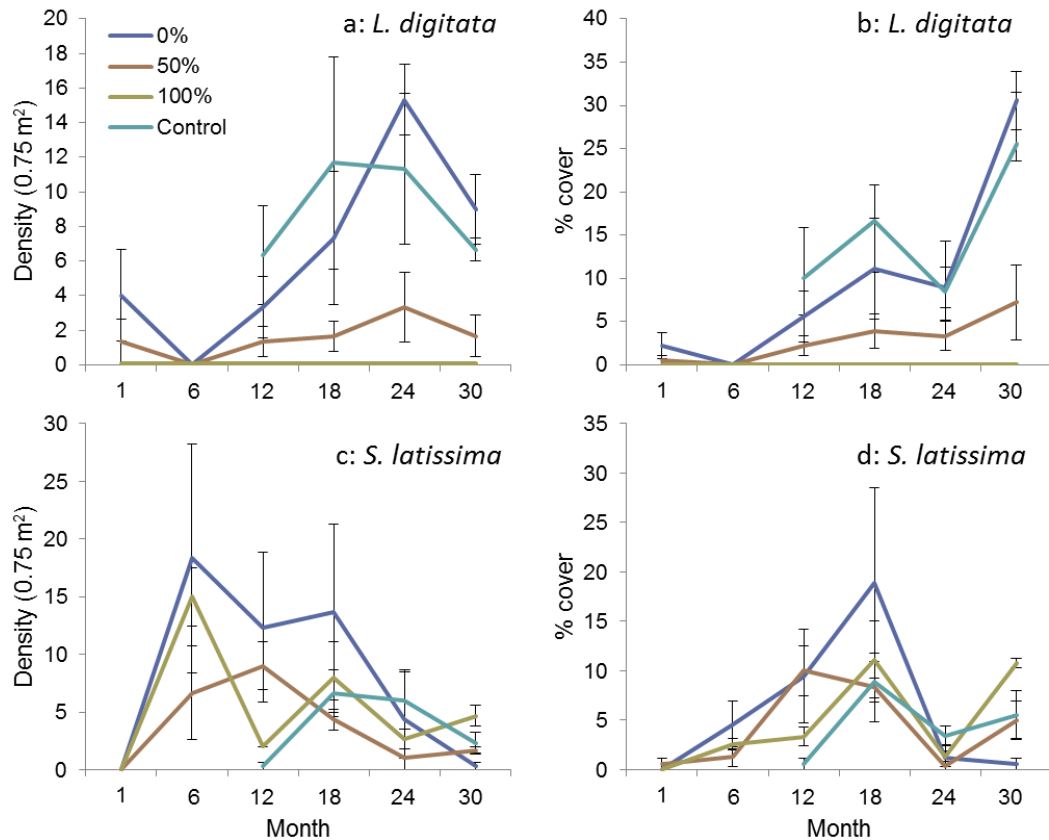 a: L. digitata
Density (0.75 m²)
20
18
16
14
12
10
8
6
4
2
0
0%
50%
100%
Control
1 6 12 18 24 30
b: L. digitata
% cover
40
35
30
25
20
15
10
5
0
1 6 12 18 24 30
c: S. latissima
Density (0.75 m²)
30
25
20
15
10
5
0
1 6 12 18 24 30
Month
d: S. latissima
% cover
35
30
25
20
15
10
5
0
1 6 12 18 24 30
Month